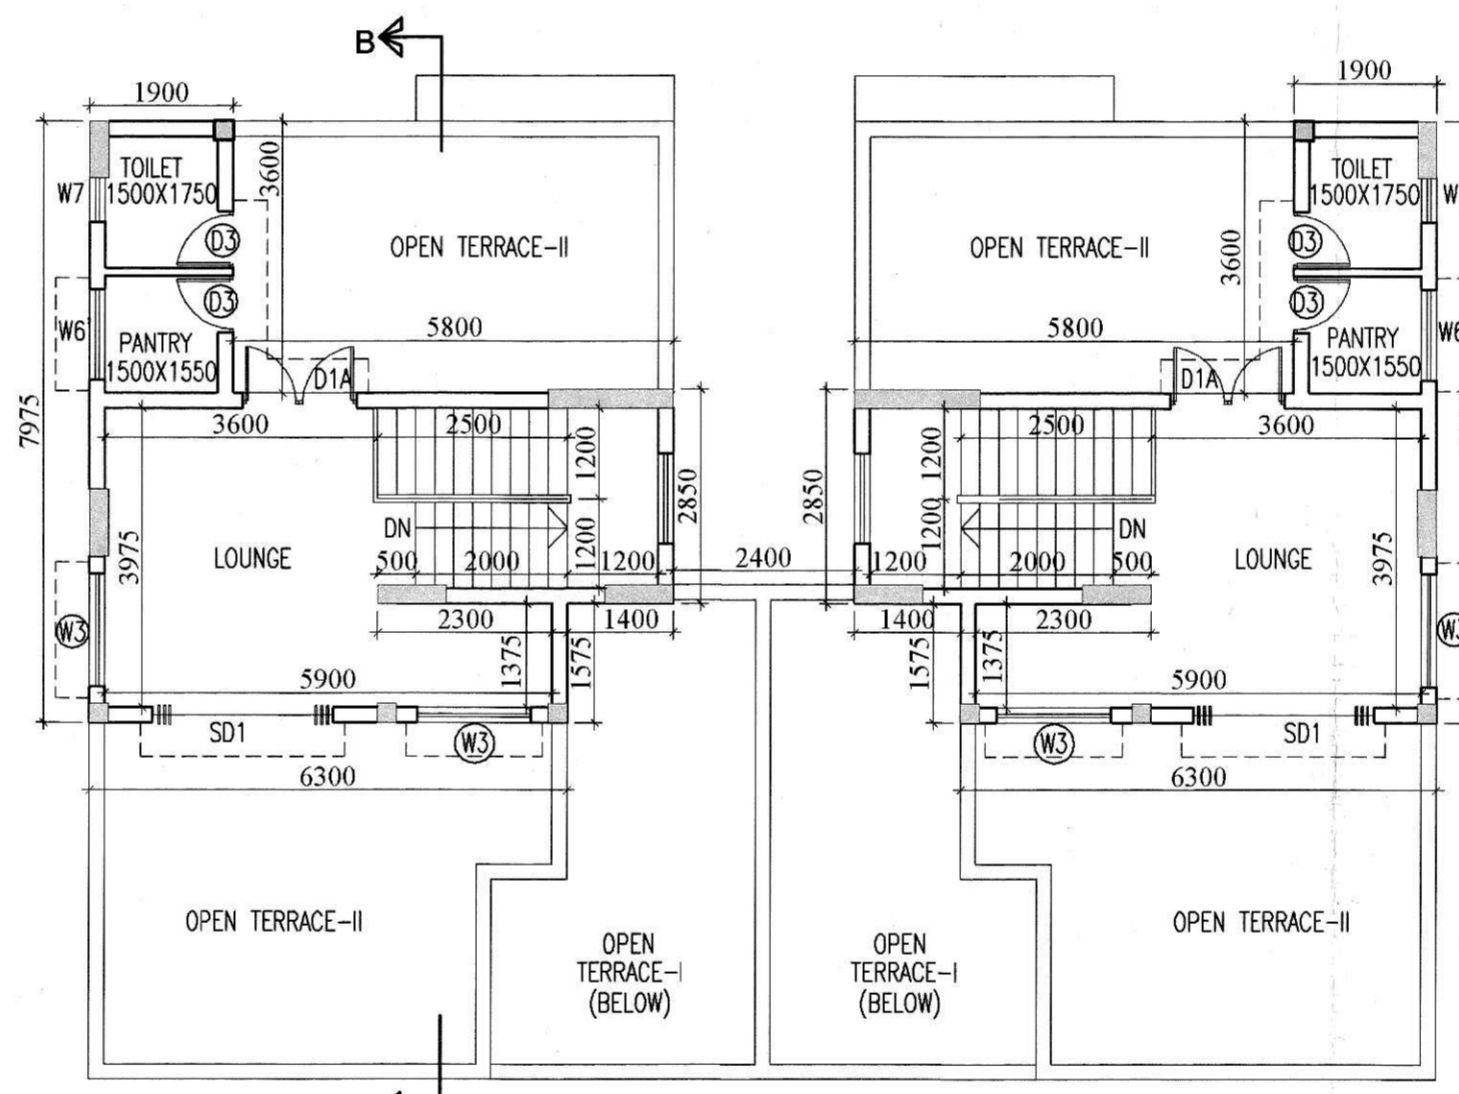 B
1900
1900
TOILET
1500X1750
W7
3600
D3
OPEN TERRACE-II
OPEN TERRACE-II
3600
TOILET
1500X1750
D3
D3
W6
PANTRY
1500X1550
5800
D1A
5800
D1A
D3
PANTRY
1500X1550
7975
3600
2500
1200
2850
2850
1200
2500
3600
DN
1200
1200
DN
3975
LOUNGE
LOUNGE
3975
500
2000
1200
2400
1200
2000
500
W3
2300
1400
1400
2300
1375
1575
1575
1375
5900
5900
SD1
W3
W3
SD1
6300
6300
OPEN TERRACE-II
OPEN
TERRACE-I
(BELOW)
OPEN
TERRACE-I
(BELOW)
OPEN TERRACE-II